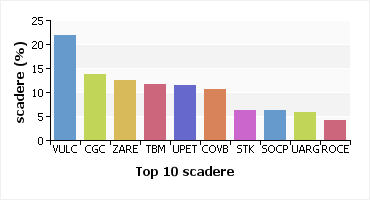 scadere (%)
25
20
15
10
5
0
VULC CGC ZARE TBM UPET COVB STK SOCP UARG ROCE
Top 10 scadere